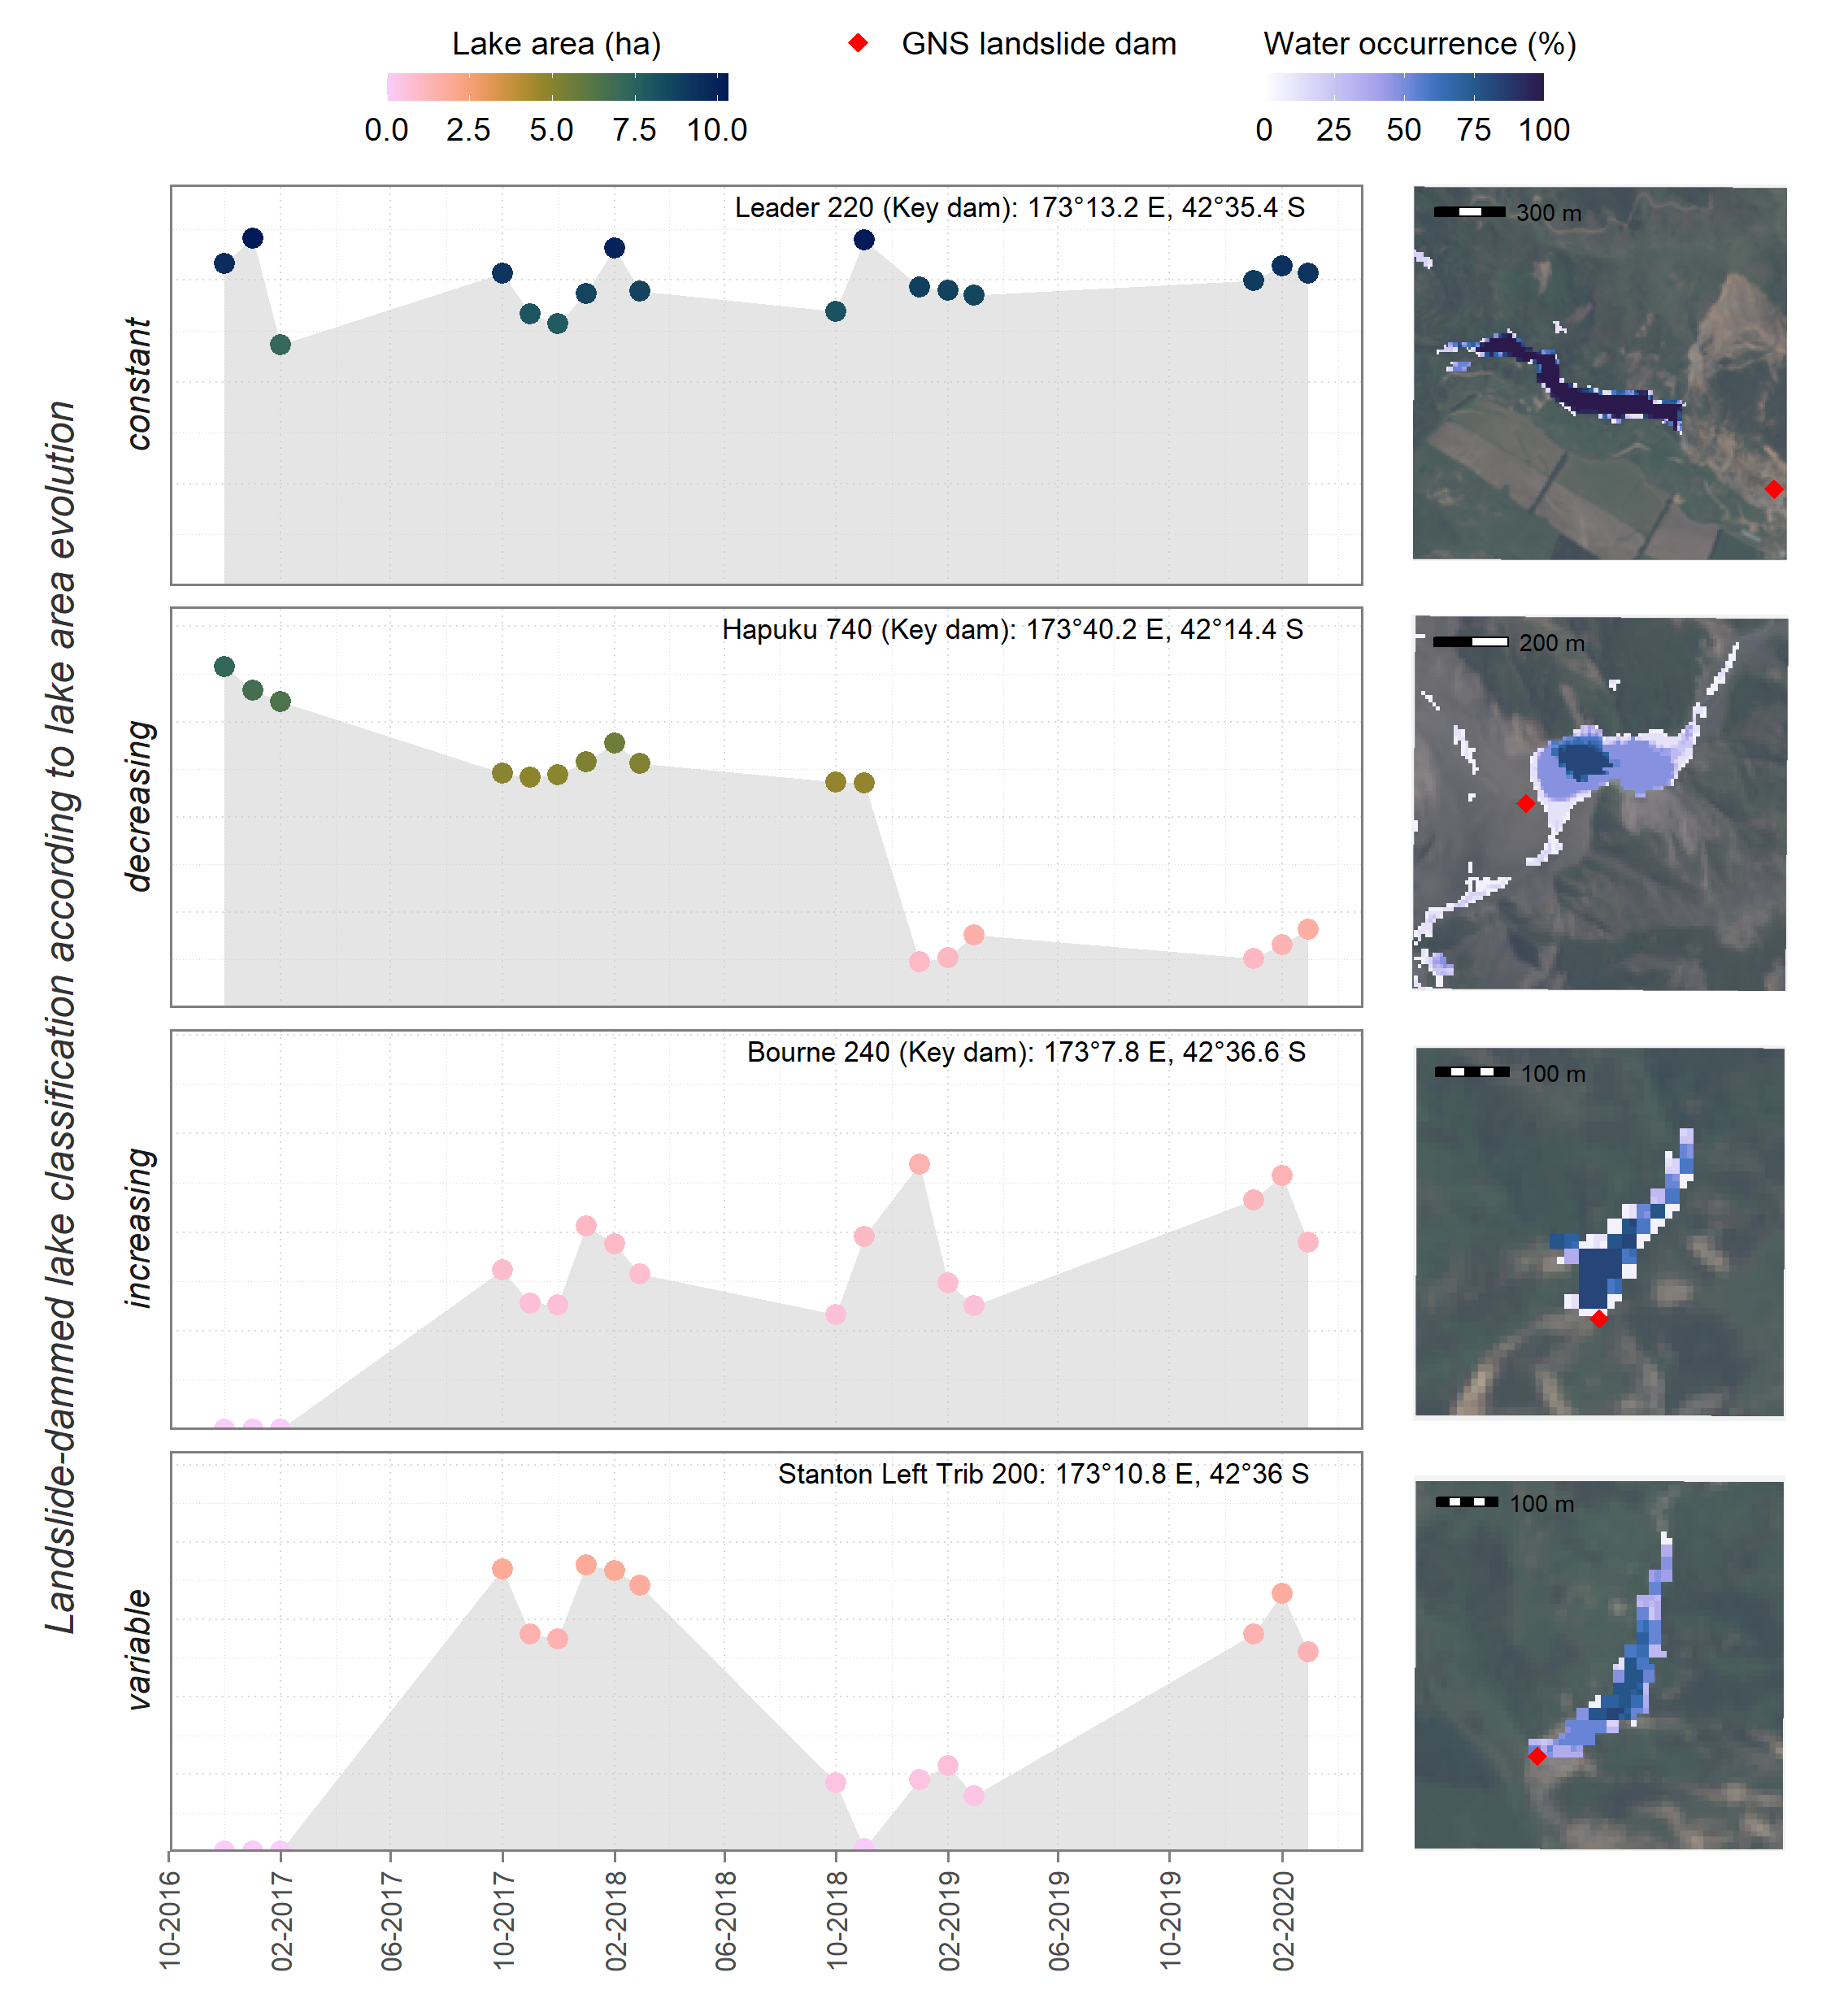 Lake area (ha)
0.0 2.5 5.0 7.5 10.0
GNS landslide dam
Water occurrence (%)
0 25 50 75 100
Landslide-dammed lake classification according to lake area evolution
constant
Leader 220 (Key dam): 173°13.2 E, 42°35.4 S
300 m
decreasing
Hapuku 740 (Key dam): 173°40.2 E, 42°14.4 S
200 m
increasing
Bourne 240 (Key dam): 173°7.8 E, 42°36.6 S
100 m
variable
Stanton Left Trib 200: 173°10.8 E, 42°36 S
100 m
10-2016
02-2017
06-2017
10-2017
02-2018
06-2018
10-2018
02-2019
06-2019
10-2019
02-2020